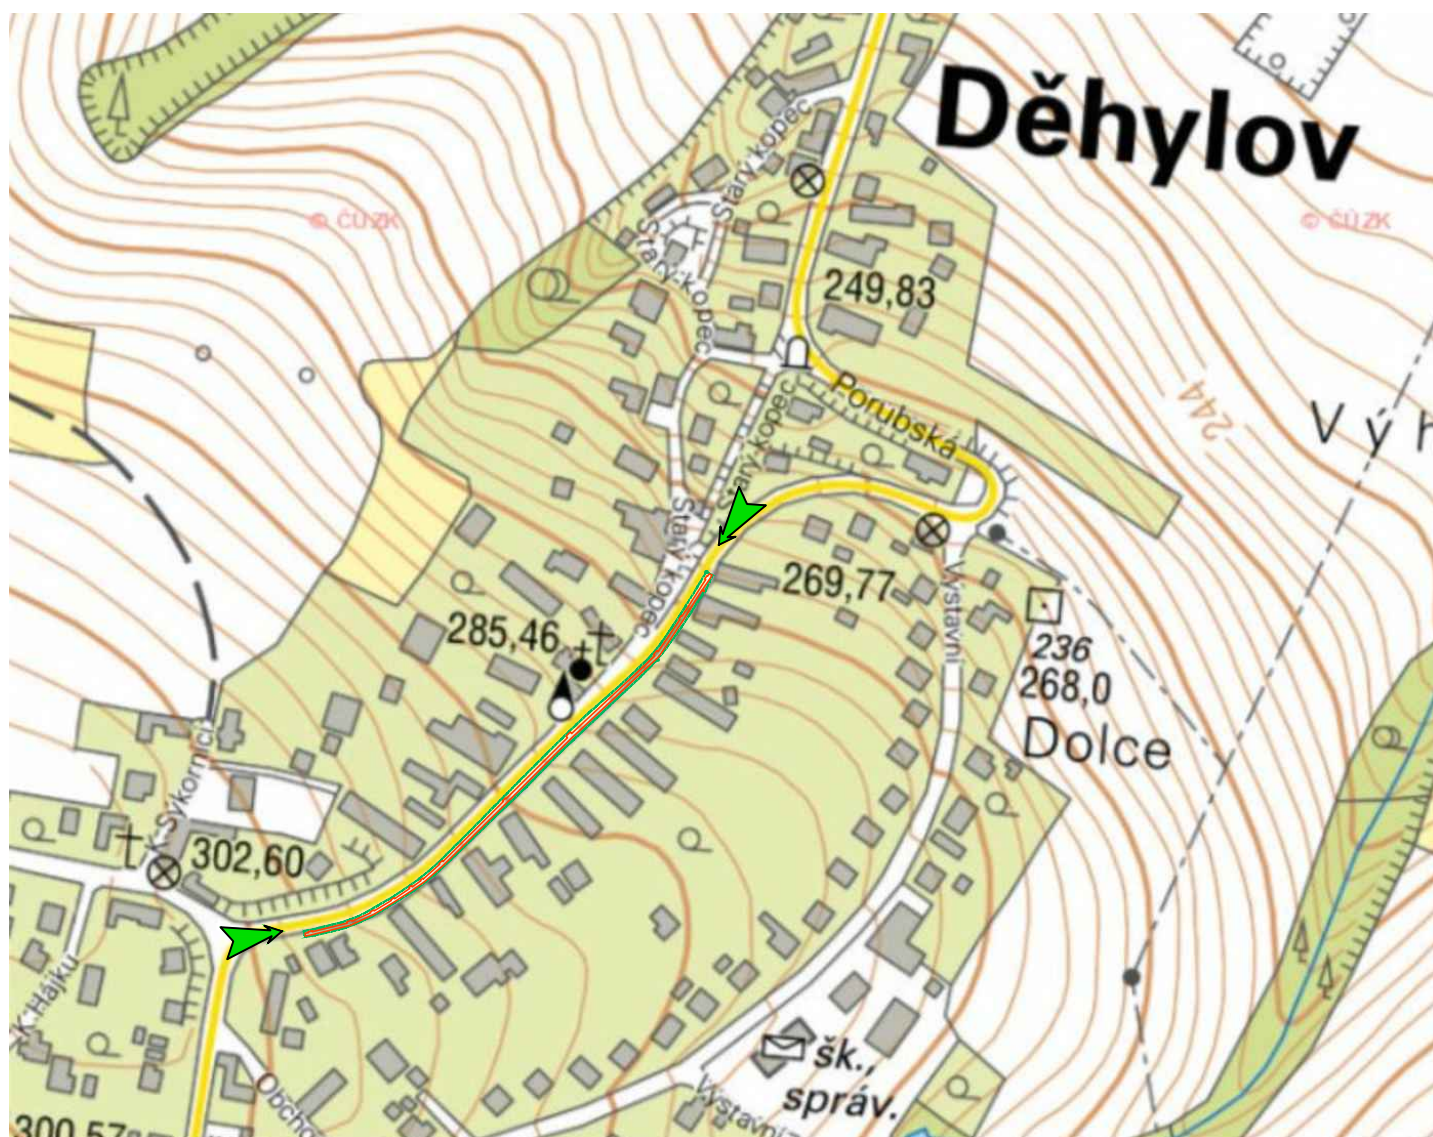 Děhylov
Starý kopec
© ČÚZK
© ČÚZK
Starý kopec
249,83
Porubská
244
Starý kopec
V ý h
Starý kopec
269,77
Výstavní
285,46
236
268,0
Dolce
K Sýkorníci
302,60
K Hájku
šk.,
správ.
Výstavní
Obcho
300,57